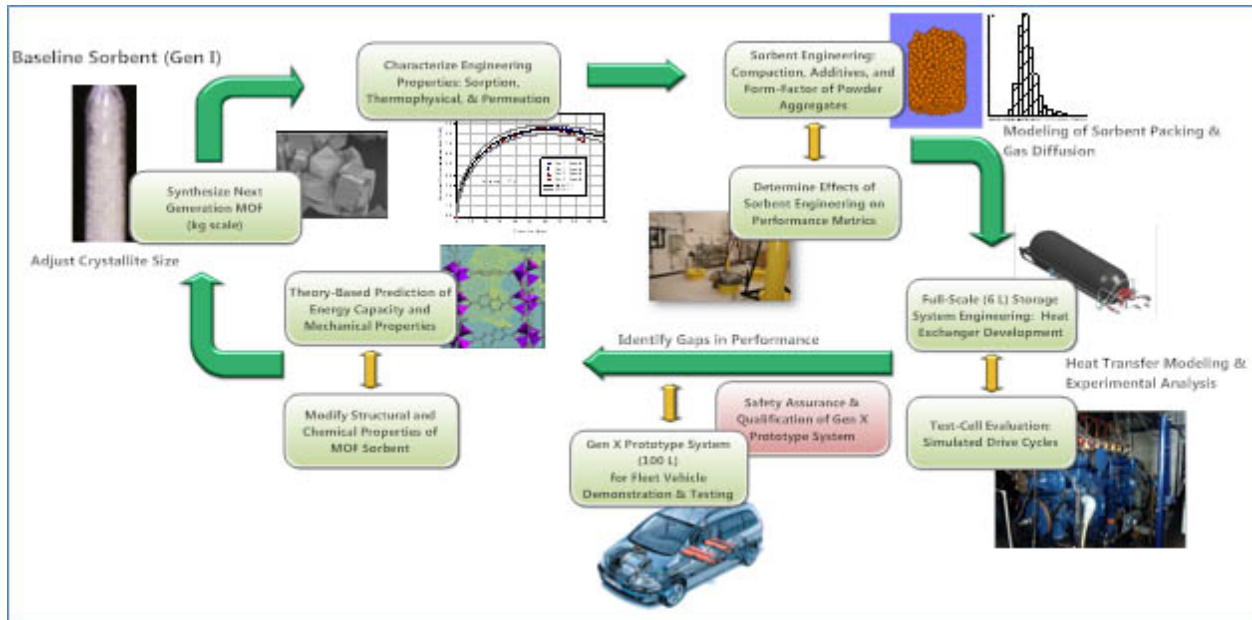 Baseline Sorbent (Gen I)
Characterize Engineering
Properties: Sorption,
Thermophysical, & Permeation
Sorbent Engineering:
Compaction, Additives, and
Form-Factor of Powder
Aggregates
Modeling of Sorbent Packing &
Gas Diffusion
Synthesize Next
Generation MOF
(kg scale)
Determine Effects of
Sorbent Engineering on
Performance Metrics
Adjust Crystallite Size
Theory-Based Prediction of
Energy Capacity and
Mechanical Properties
Full-Scale (6 L) Storage
System Engineering: Heat
Exchanger Development
Identify Gaps in Performance
Heat Transfer Modeling &
Experimental Analysis
Modify Structural and
Chemical Properties of
MOF Sorbent
Safety Assurance &
Qualification of Gen X
Prototype System
Gen X Prototype System
(100 L)
for Fleet Vehicle
Demonstration & Testing
Test-Cell Evaluation:
Simulated Drive Cycles